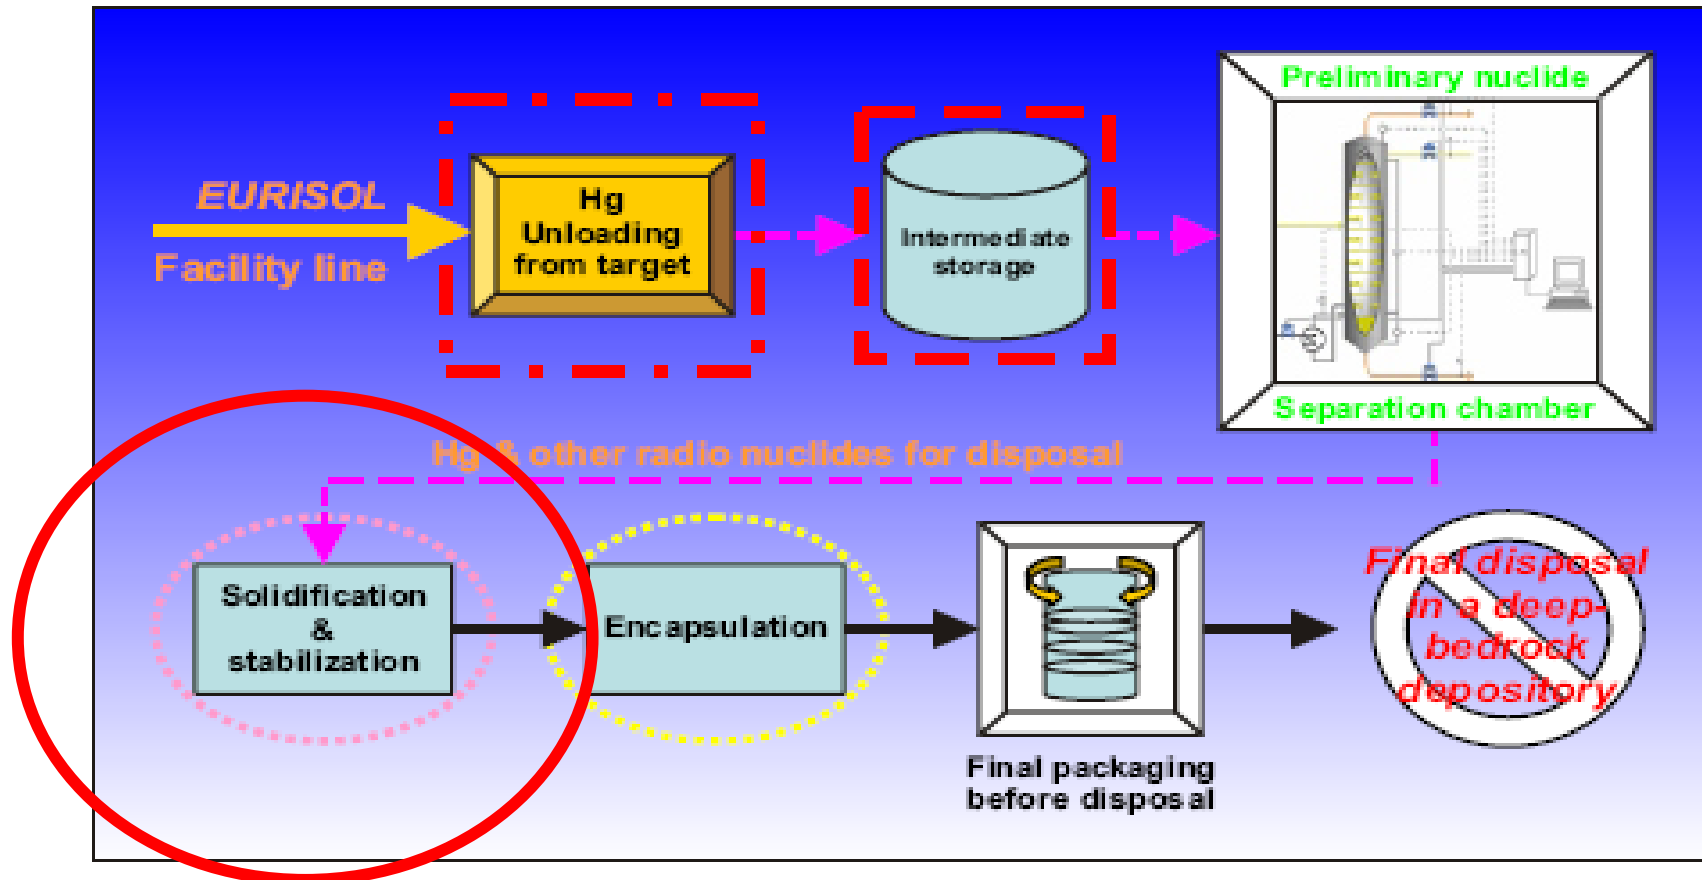 EURISOL
Facility line
Hg
Unloading
from target
Intermediate
storage
Preliminary nuclide
Separation chamber
Hg & other radio nuclides for disposal
Solidification
&
stabilization
Encapsulation
Final packaging
before disposal
Final disposal
in a deep-
bedrock
depository